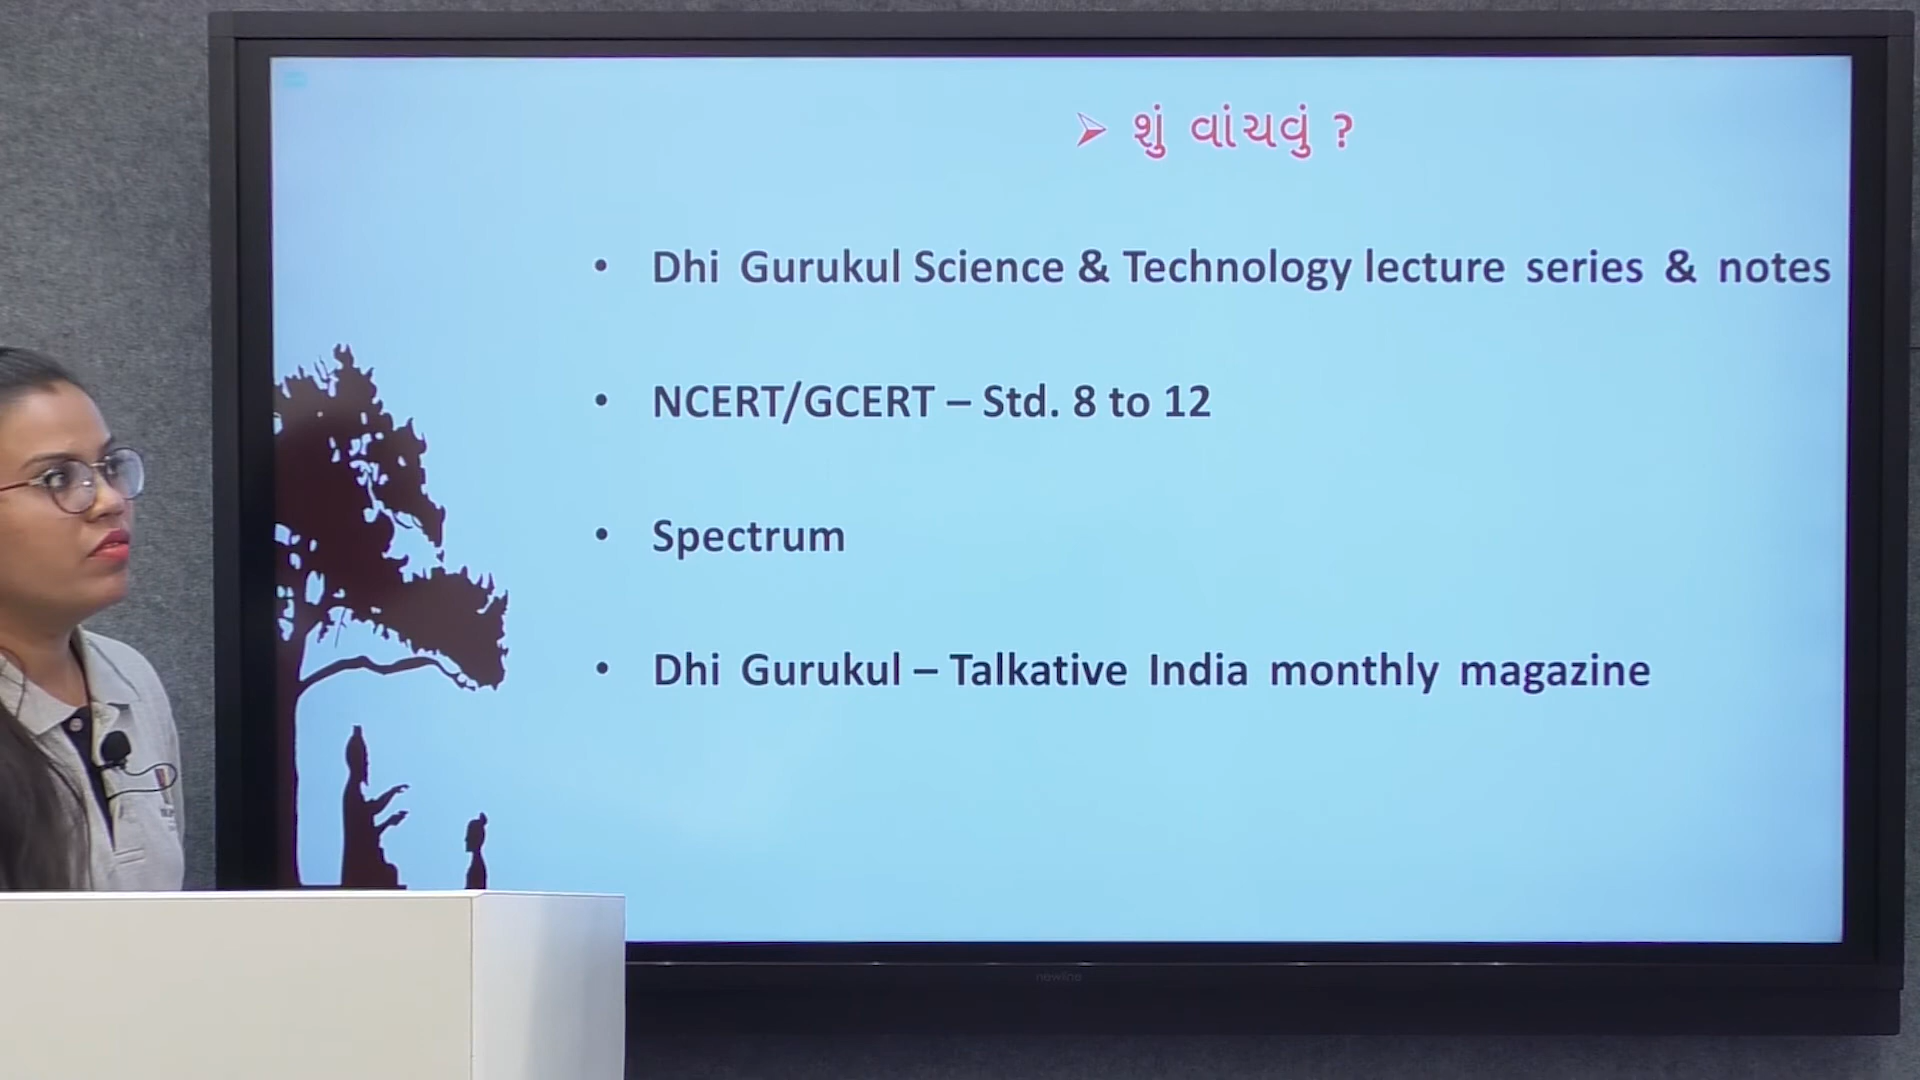 ➢ શું વાંચવું ?
• Dhi Gurukul Science & Technology lecture series & notes
• NCERT/GCERT – Std. 8 to 12
• Spectrum
• Dhi Gurukul – Talkative India monthly magazine
newline